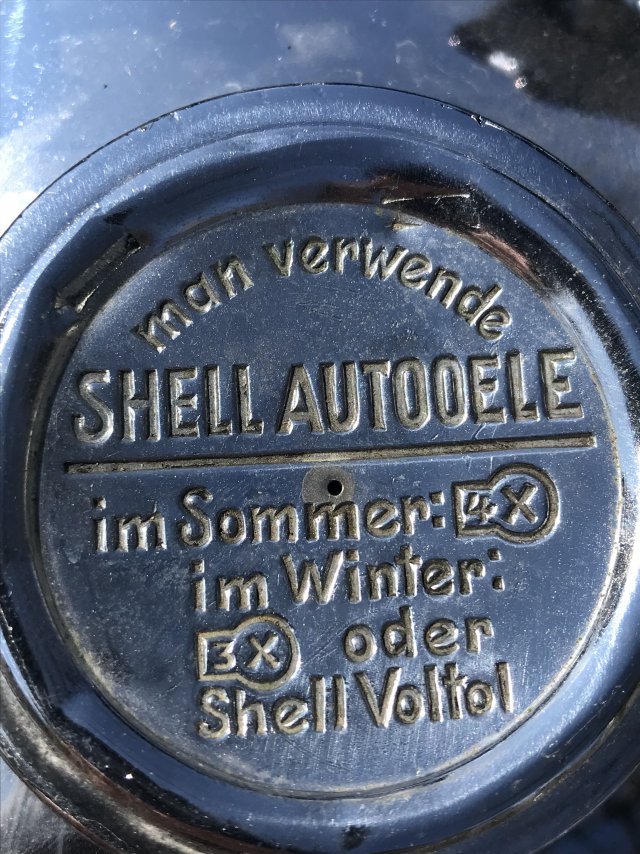 man verwende
SHELL AUTOOELE
im Sommer: 4X
im Winter:
3X oder
Shell Voltol